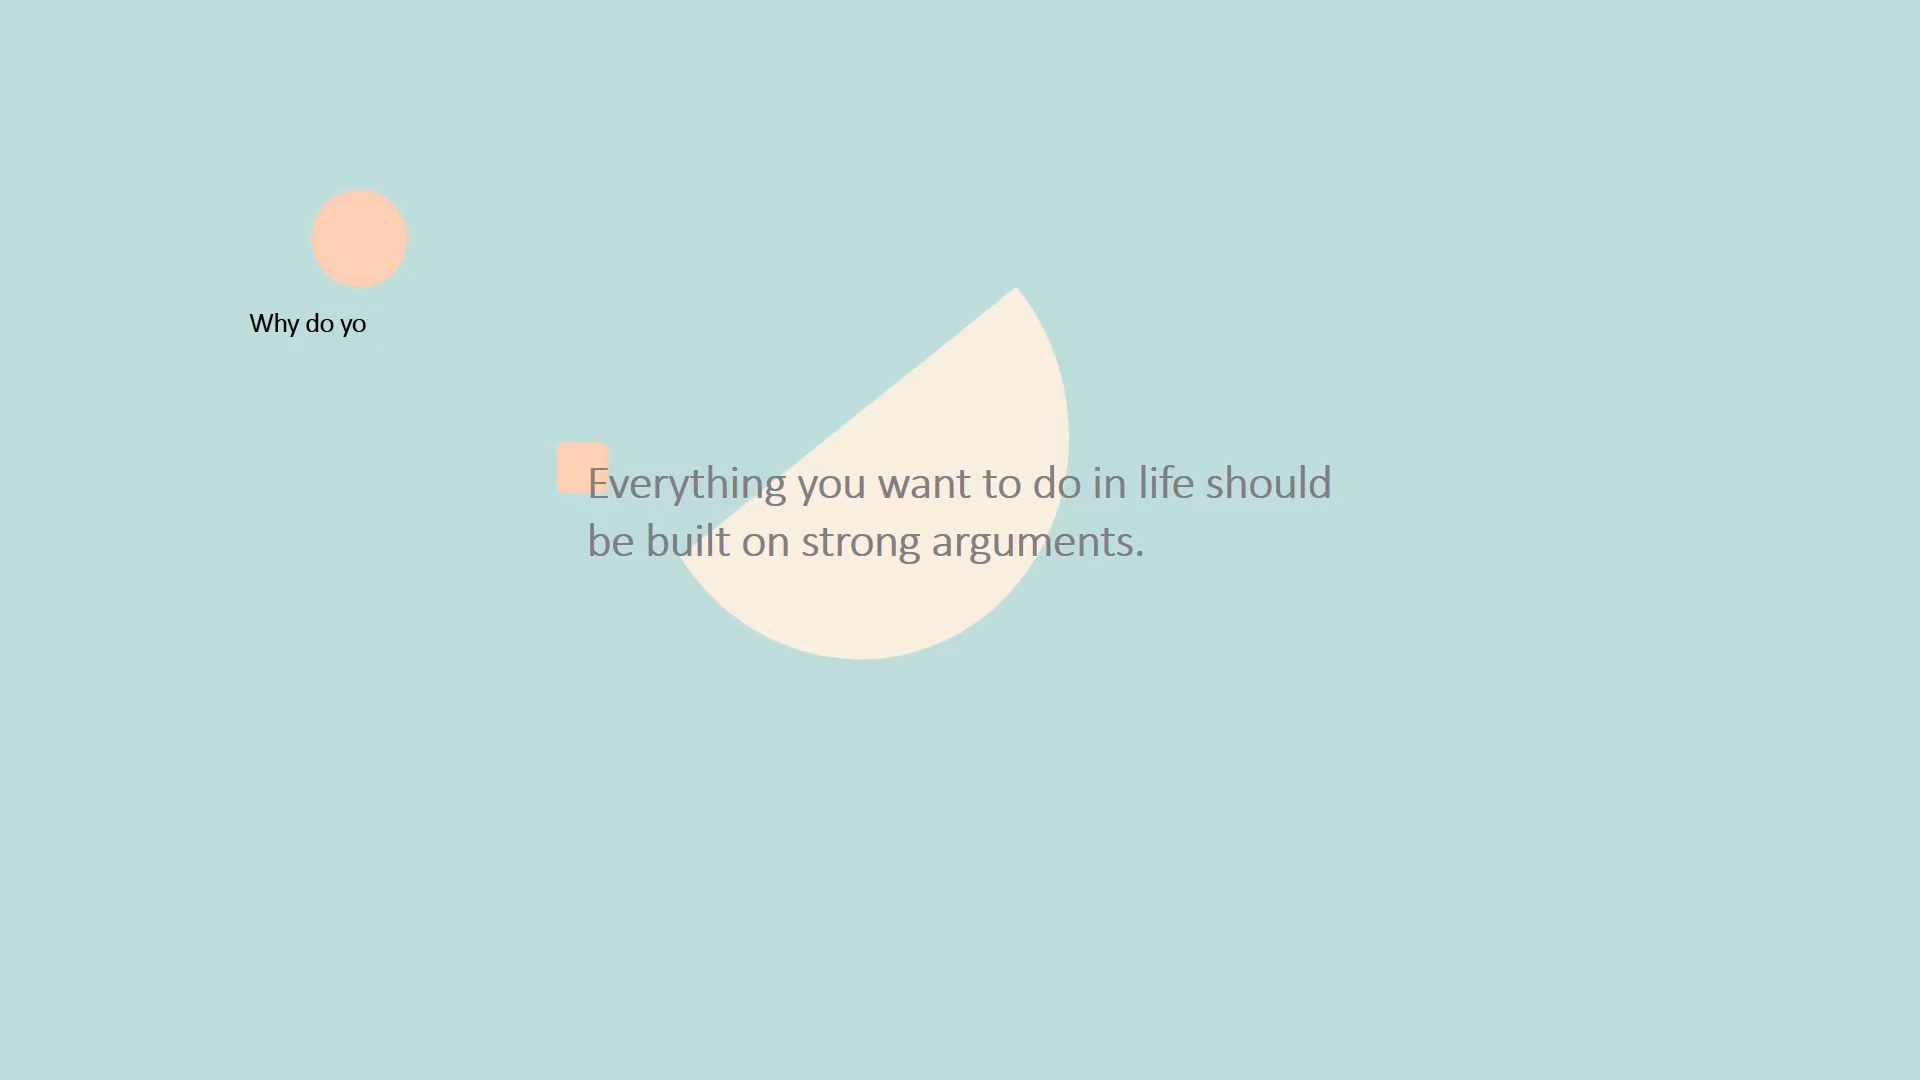 Why do yo
Everything you want to do in life should
be built on strong arguments.